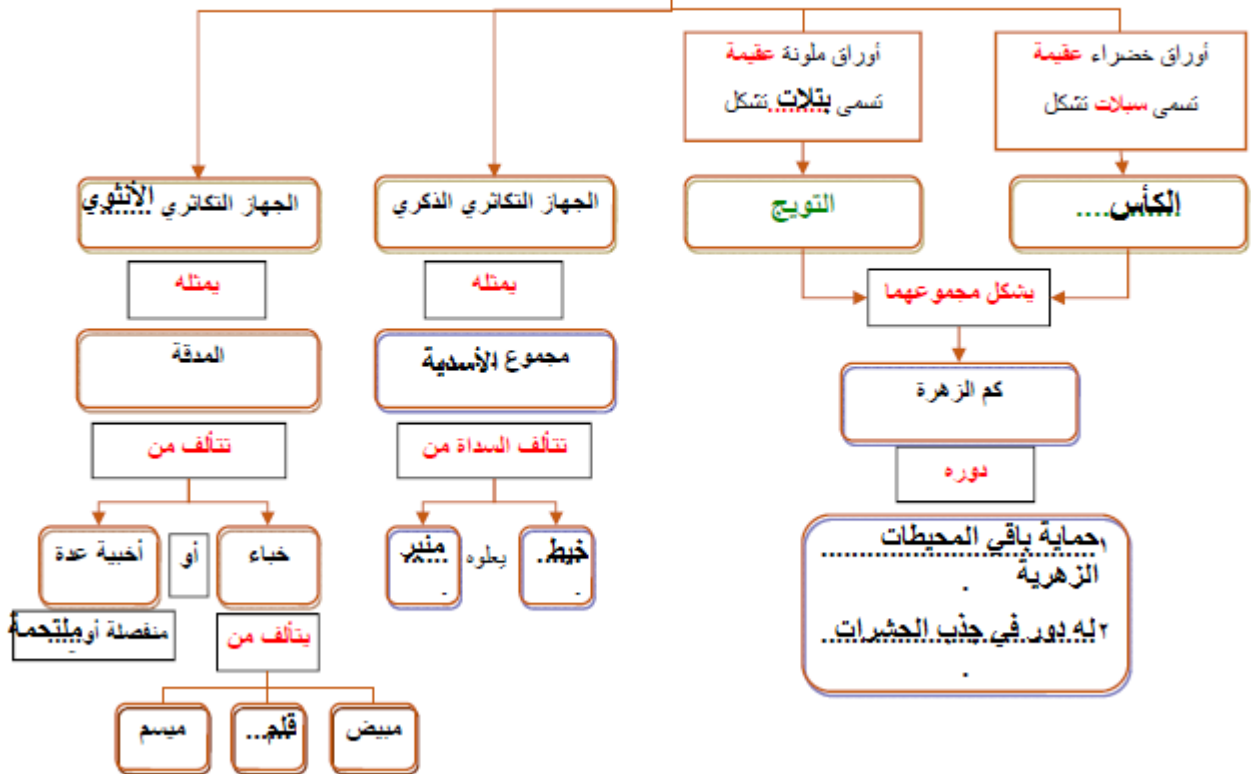 أوراق خضراء عقيمة
تسمى سبلات تشكل
أوراق ملونة عقيمة
تسمى بتلات تشكل
الكأس
التويج
الجهاز التكاثري الذكري
الجهاز التكاثري الأنثوي
يشكل مجموعهما
يمثله
يمثله
كم الزهرة
مجموع الأسدية
المدقة
دوره
تتألف السداة من
تتألف من
١حماية باقي المحيطات
الزهرية
.
٢له دور في جذب الحشرات
.
خيط
يعلوه
مئبر
خباء
أو
أخبية عدة
منفصلة أو ملتحمة
يتألف من
مبيض
قلم
ميسم